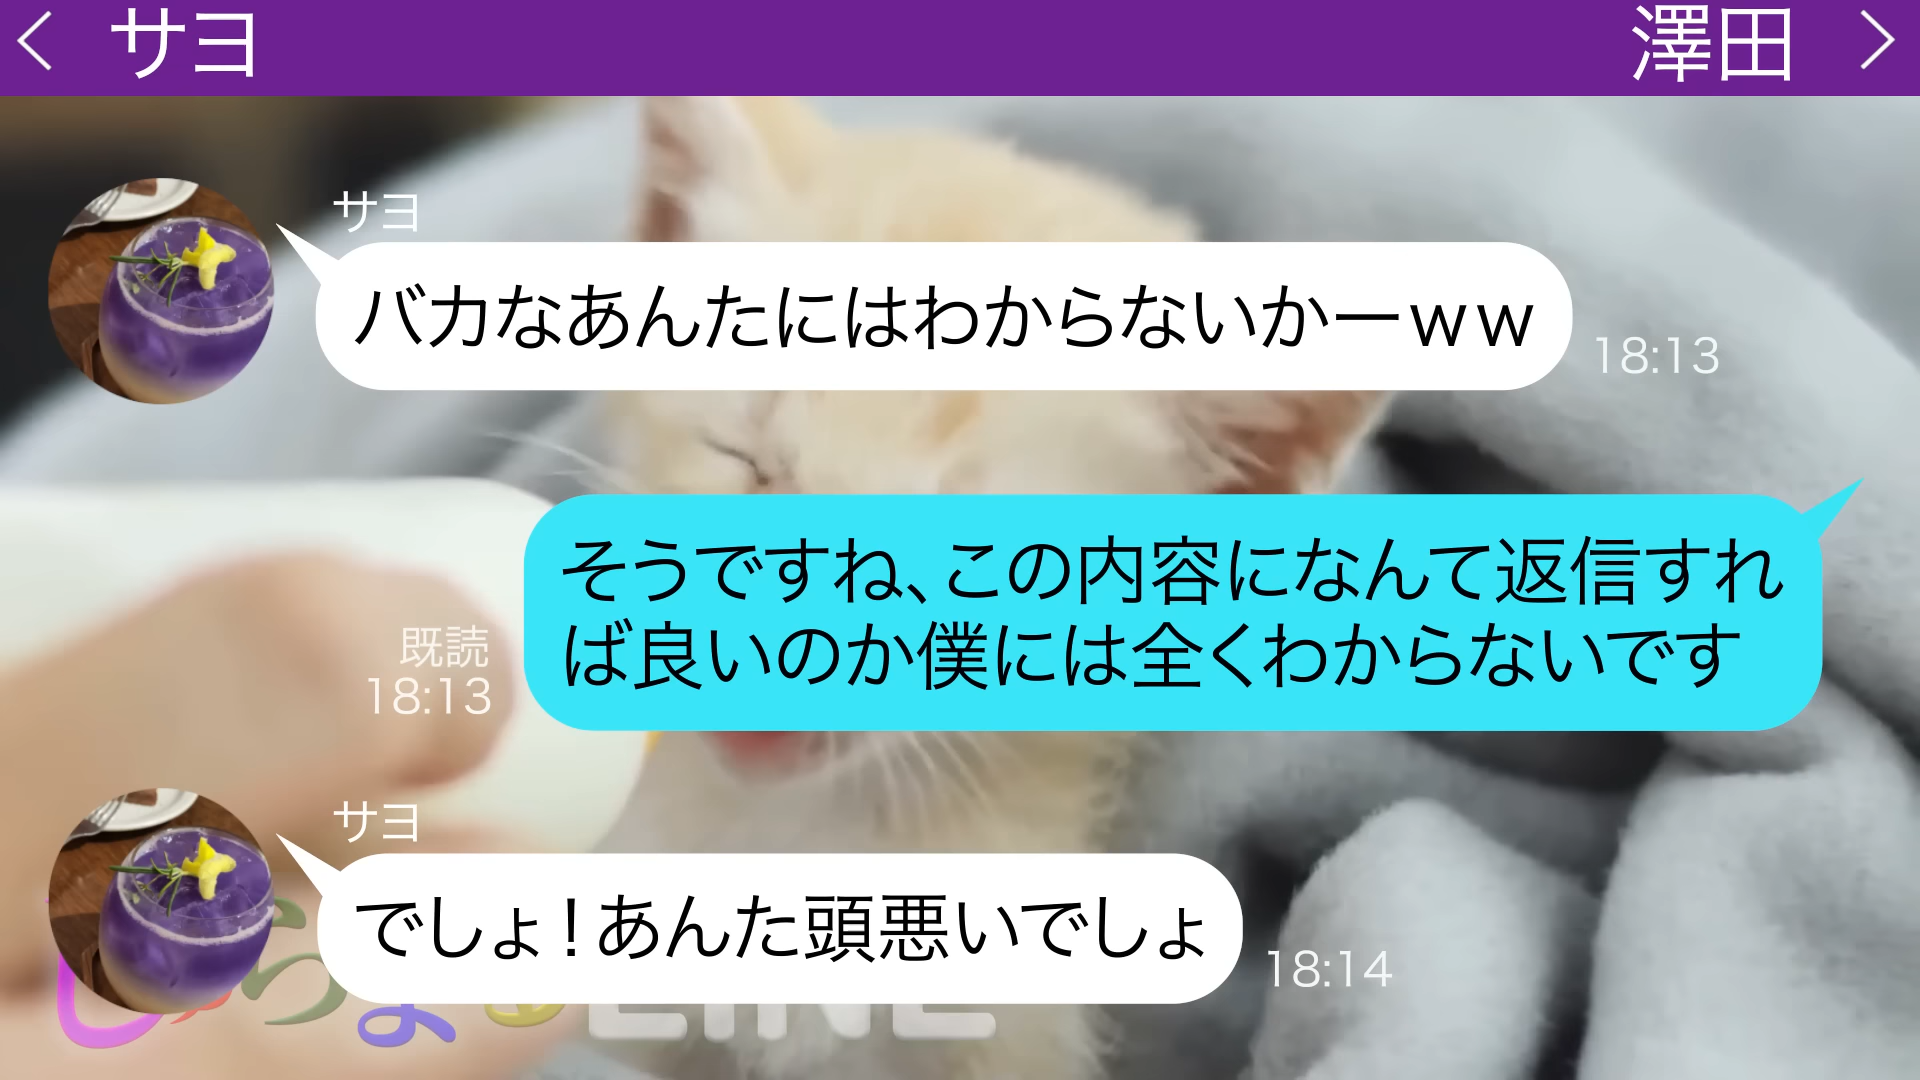 サヨ
澤田
サヨ
バカなあんたにはわからないかーww
18:13
そうですね、この内容になんて返信すれ
ば良いのか僕には全くわからないです
既読
18:13
サヨ
でしょ！あんた頭悪いでしょ
18:14
LINE